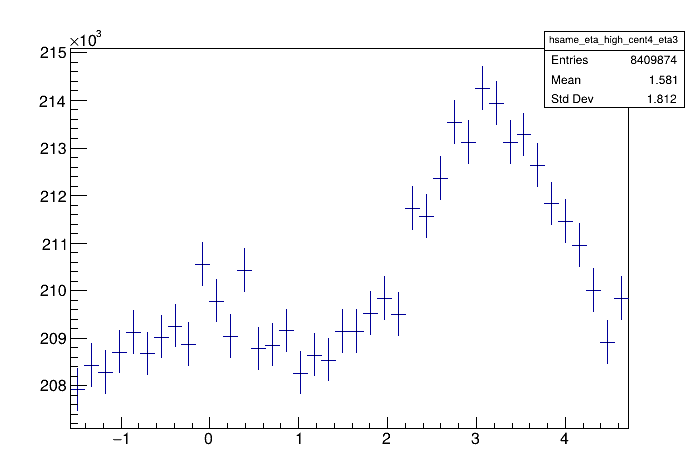 ×10³
hsame_eta_high_cent4_eta3
Entries 8409874
Mean 1.581
Std Dev 1.812
215
214
213
212
211
210
209
208
−1 0 1 2 3 4